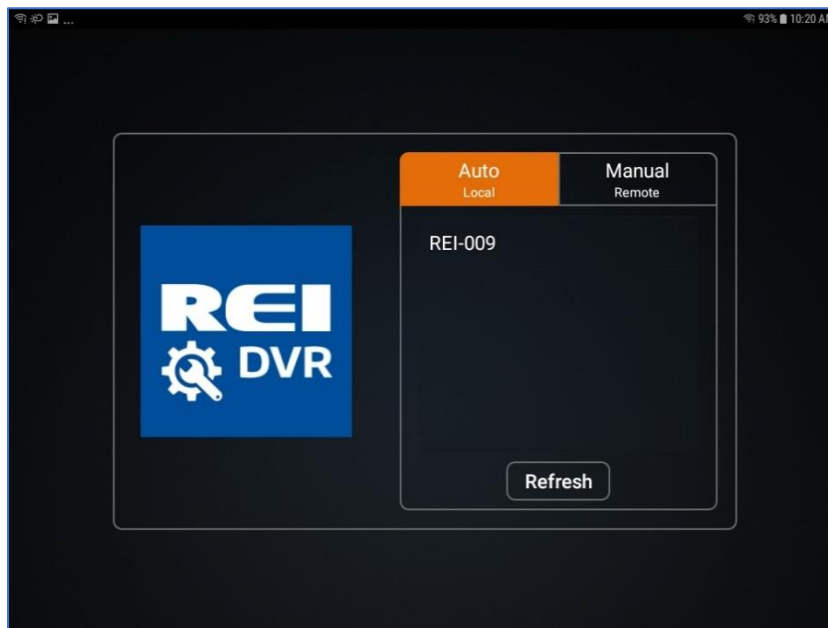 ... 93% 10:20 AM
Auto Manual
Local Remote
REI-009
REI
DVR
Refresh